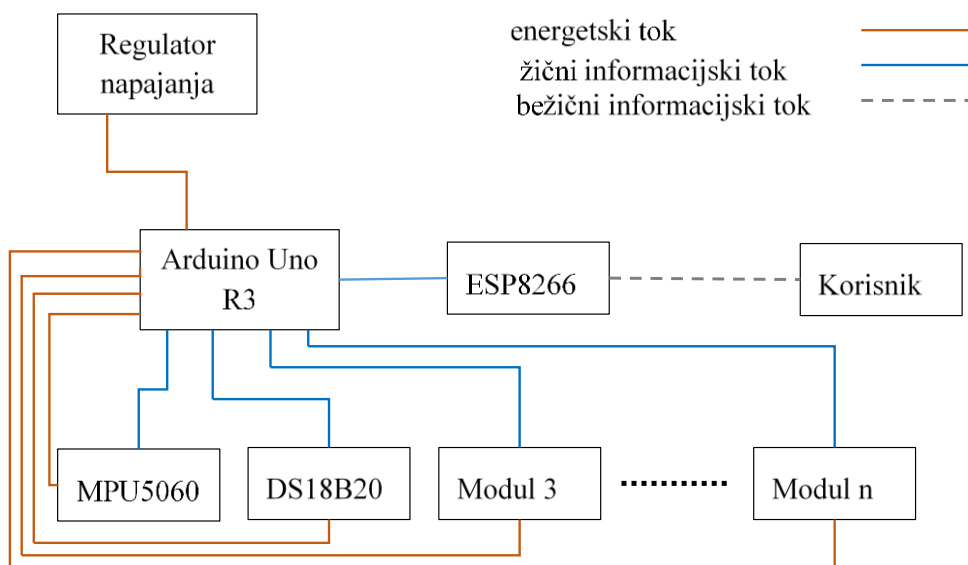 Regulator
napajanja
energetski tok
žični informacijski tok
bežični informacijski tok
Arduino Uno
R3
ESP8266
Korisnik
MPU5060
DS18B20
Modul 3
Modul n